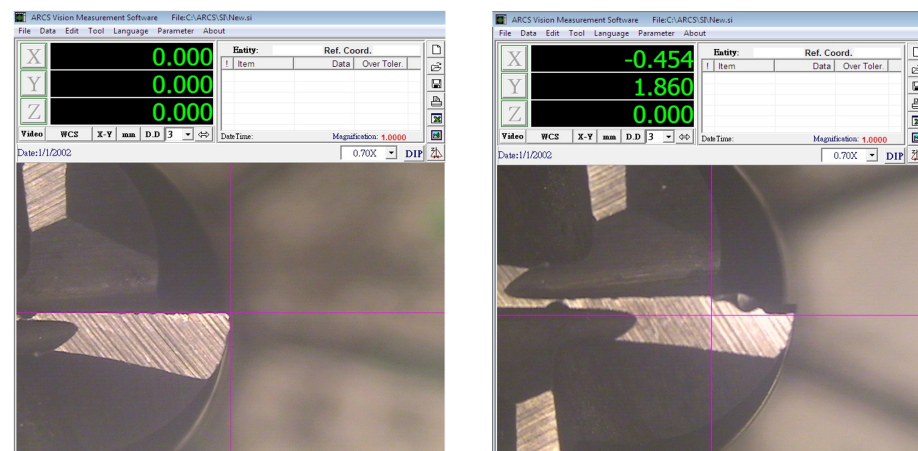 ARCS Vision Measurement Software File:C:\ARCS\SI\New.si
File Data Edit Tool Language Parameter About
X 0.000
Y 0.000
Z 0.000
Entity: Ref. Coord.
! Item Data Over Toler.
Video WCS X-Y mm D.D 3
DateTime: Magnification: 1.0000
Date:1/1/2002 0.70X DIP
ARCS Vision Measurement Software File:C:\ARCS\SI\New.si
File Data Edit Tool Language Parameter About
X -0.454
Y 1.860
Z 0.000
Entity: Ref. Coord.
! Item Data Over Toler.
Video WCS X-Y mm D.D 3
DateTime: Magnification: 1.0000
Date:1/1/2002 0.70X DIP